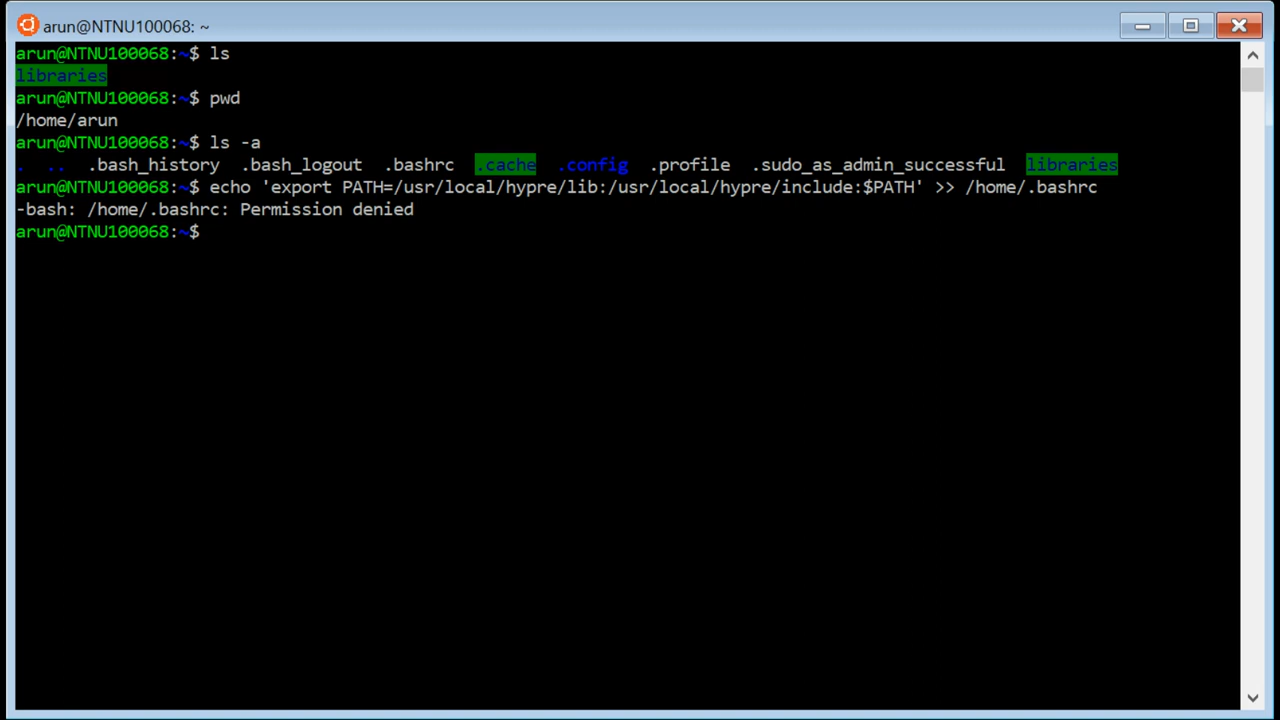 arun@NTNU100068: ~
arun@NTNU100068:~$ ls
libraries
arun@NTNU100068:~$ pwd
/home/arun
arun@NTNU100068:~$ ls -a
.  ..  .bash_history  .bash_logout  .bashrc  .cache  .config  .profile  .sudo_as_admin_successful  libraries
arun@NTNU100068:~$ echo 'export PATH=/usr/local/hypre/lib:/usr/local/hypre/include:$PATH' >> /home/.bashrc
-bash: /home/.bashrc: Permission denied
arun@NTNU100068:~$